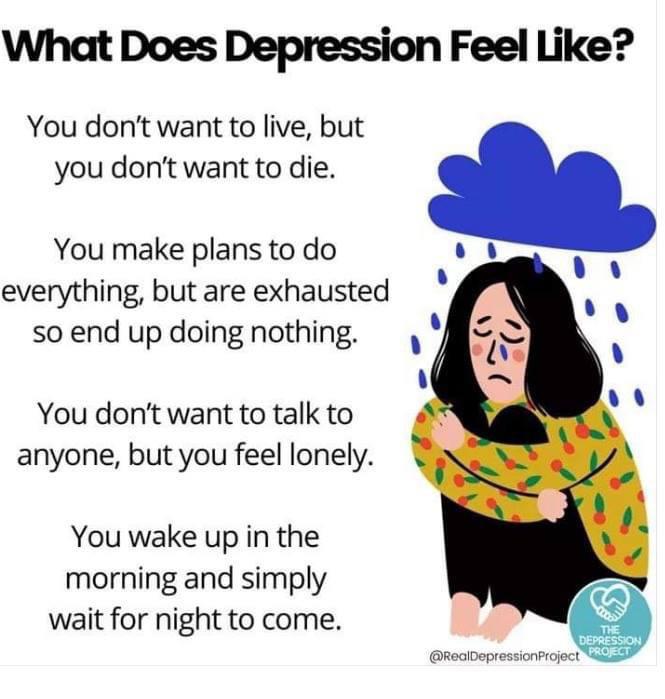 What Does Depression Feel Like?
You don't want to live, but
you don't want to die.
You make plans to do
everything, but are exhausted
so end up doing nothing.
You don't want to talk to
anyone, but you feel lonely.
You wake up in the
morning and simply
wait for night to come.
@RealDepressionProject
THE
DEPRESSION
PROJECT